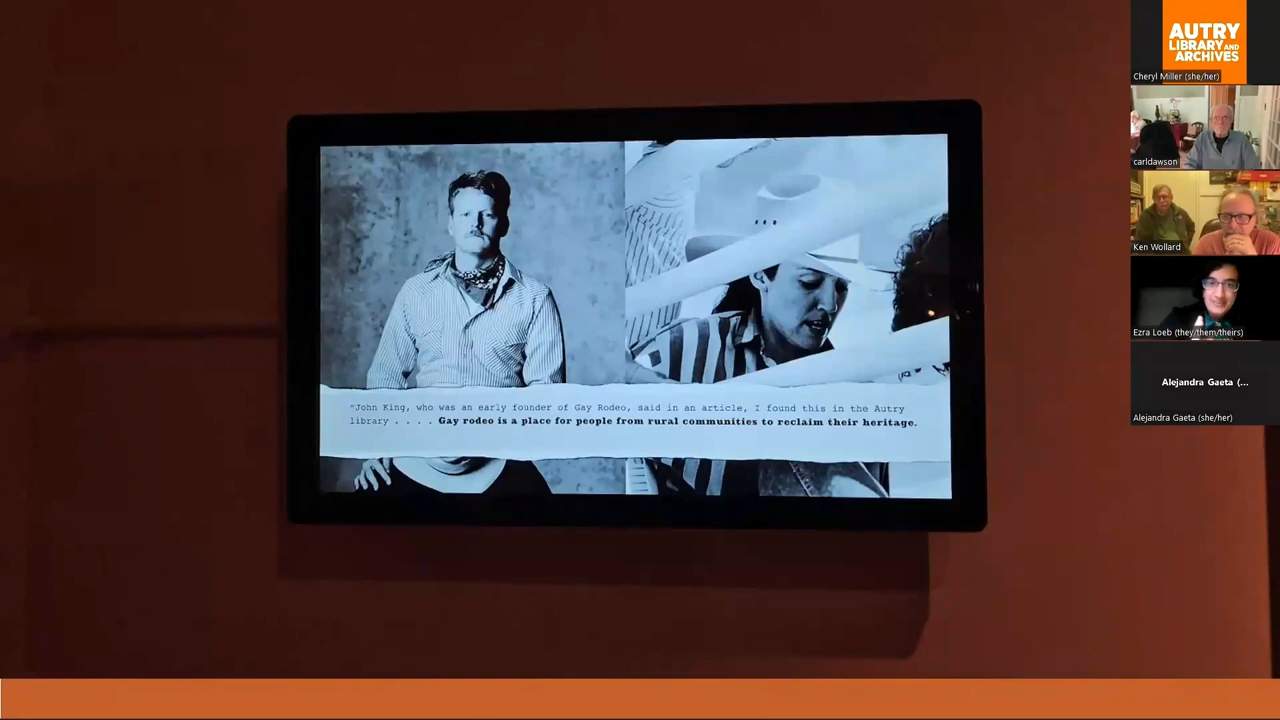 "John King, who was an early founder of Gay Rodeo, said in an article, I found this in the Autry
library . . . . Gay rodeo is a place for people from rural communities to reclaim their heritage.
AUTRY
LIBRARY AND
ARCHIVES
Cheryl Miller (she/her)
carldawson
Ken Wollard
Ezra Loeb (they/them/theirs)
Alejandra Gaeta (...
Alejandra Gaeta (she/her)